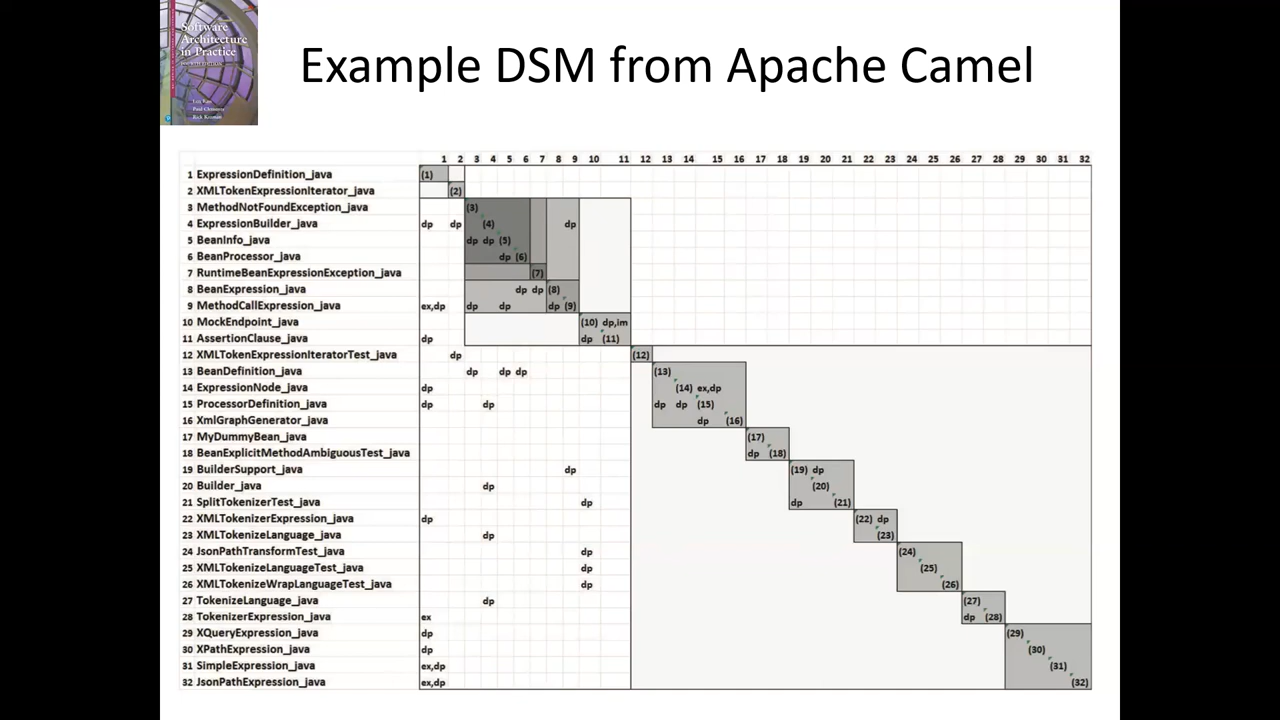 Software
Architecture
in Practice
Len Bass
Paul Clements
Rick Kazman
Example DSM from Apache Camel
1 2 3 4 5 6 7 8 9 10 11 12 13 14 15 16 17 18 19 20 21 22 23 24 25 26 27 28 29 30 31 32
1 ExpressionDefinition_java (1)
2 XMLTokenExpressionIterator_java (2)
3 MethodNotFoundException_java (3)
4 ExpressionBuilder_java dp dp (4) dp
5 BeanInfo_java dp dp (5)
6 BeanProcessor_java dp (6)
7 RuntimeBeanExpressionException_java (7)
8 BeanExpression_java dp dp (8)
9 MethodCallExpression_java ex,dp dp dp dp (9)
10 MockEndpoint_java (10) dp,im
11 AssertionClause_java dp dp (11)
12 XMLTokenExpressionIteratorTest_java dp (12)
13 BeanDefinition_java dp dp dp (13)
14 ExpressionNode_java dp (14) ex,dp
15 ProcessorDefinition_java dp dp dp dp (15)
16 XmlGraphGenerator_java dp (16)
17 MyDummyBean_java (17)
18 BeanExplicitMethodAmbiguousTest_java dp (18)
19 BuilderSupport_java dp (19) dp
20 Builder_java dp (20)
21 SplitTokenizerTest_java dp dp (21)
22 XMLTokenizerExpression_java dp (22) dp
23 XMLTokenizeLanguage_java dp (23)
24 JsonPathTransformTest_java dp (24)
25 XMLTokenizeLanguageTest_java dp (25)
26 XMLTokenizeWrapLanguageTest_java dp (26)
27 TokenizeLanguage_java dp (27)
28 TokenizerExpression_java ex dp (28)
29 XQueryExpression_java dp (29)
30 XPathExpression_java dp (30)
31 SimpleExpression_java ex,dp (31)
32 JsonPathExpression_java ex,dp (32)